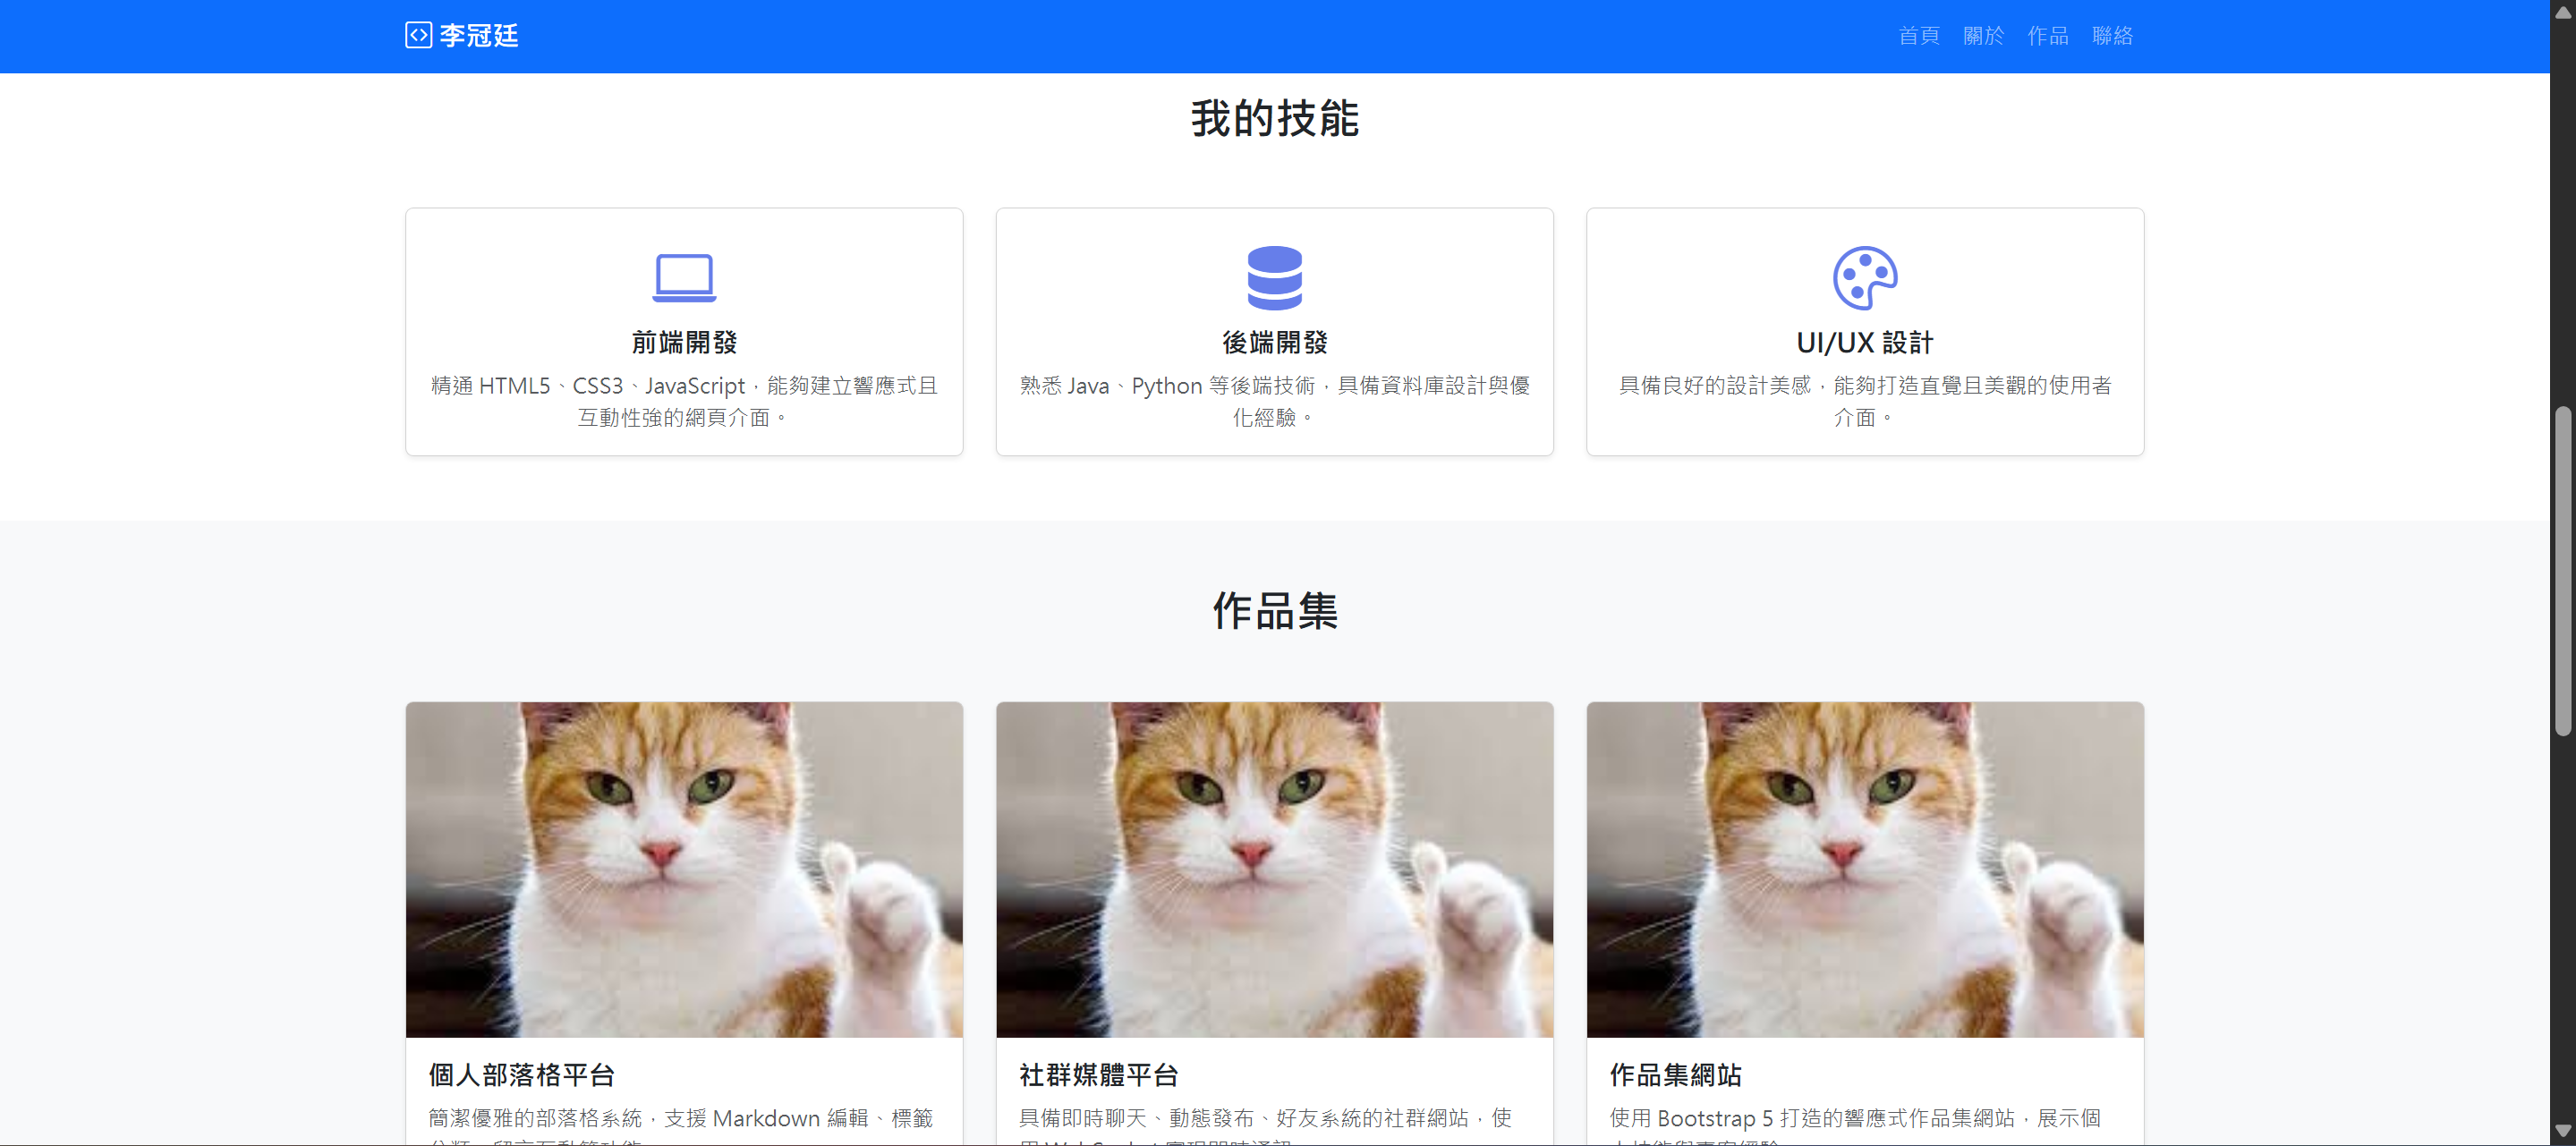 李冠廷
首頁 關於 作品 聯絡
我的技能
前端開發
精通 HTML5、CSS3、JavaScript，能夠建立響應式且
互動性強的網頁介面。
後端開發
熟悉 Java、Python 等後端技術，具備資料庫設計與優
化經驗。
UI/UX 設計
具備良好的設計美感，能夠打造直覺且美觀的使用者
介面。
作品集
個人部落格平台
簡潔優雅的部落格系統，支援 Markdown 編輯、標籤
社群媒體平台
具備即時聊天、動態發布、好友系統的社群網站，使
作品集網站
使用 Bootstrap 5 打造的響應式作品集網站，展示個